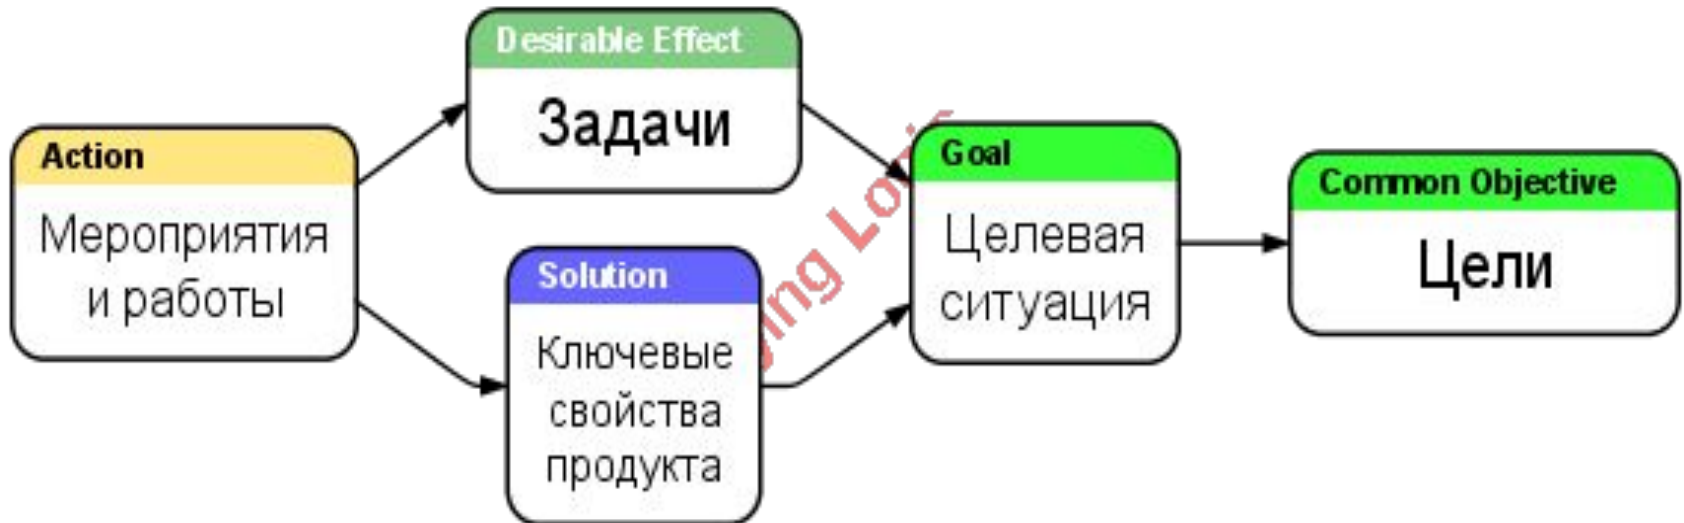 Desirable Effect
Задачи
Action
Мероприятия
и работы
Solution
Ключевые
свойства
продукта
Goal
Целевая
ситуация
Common Objective
Цели